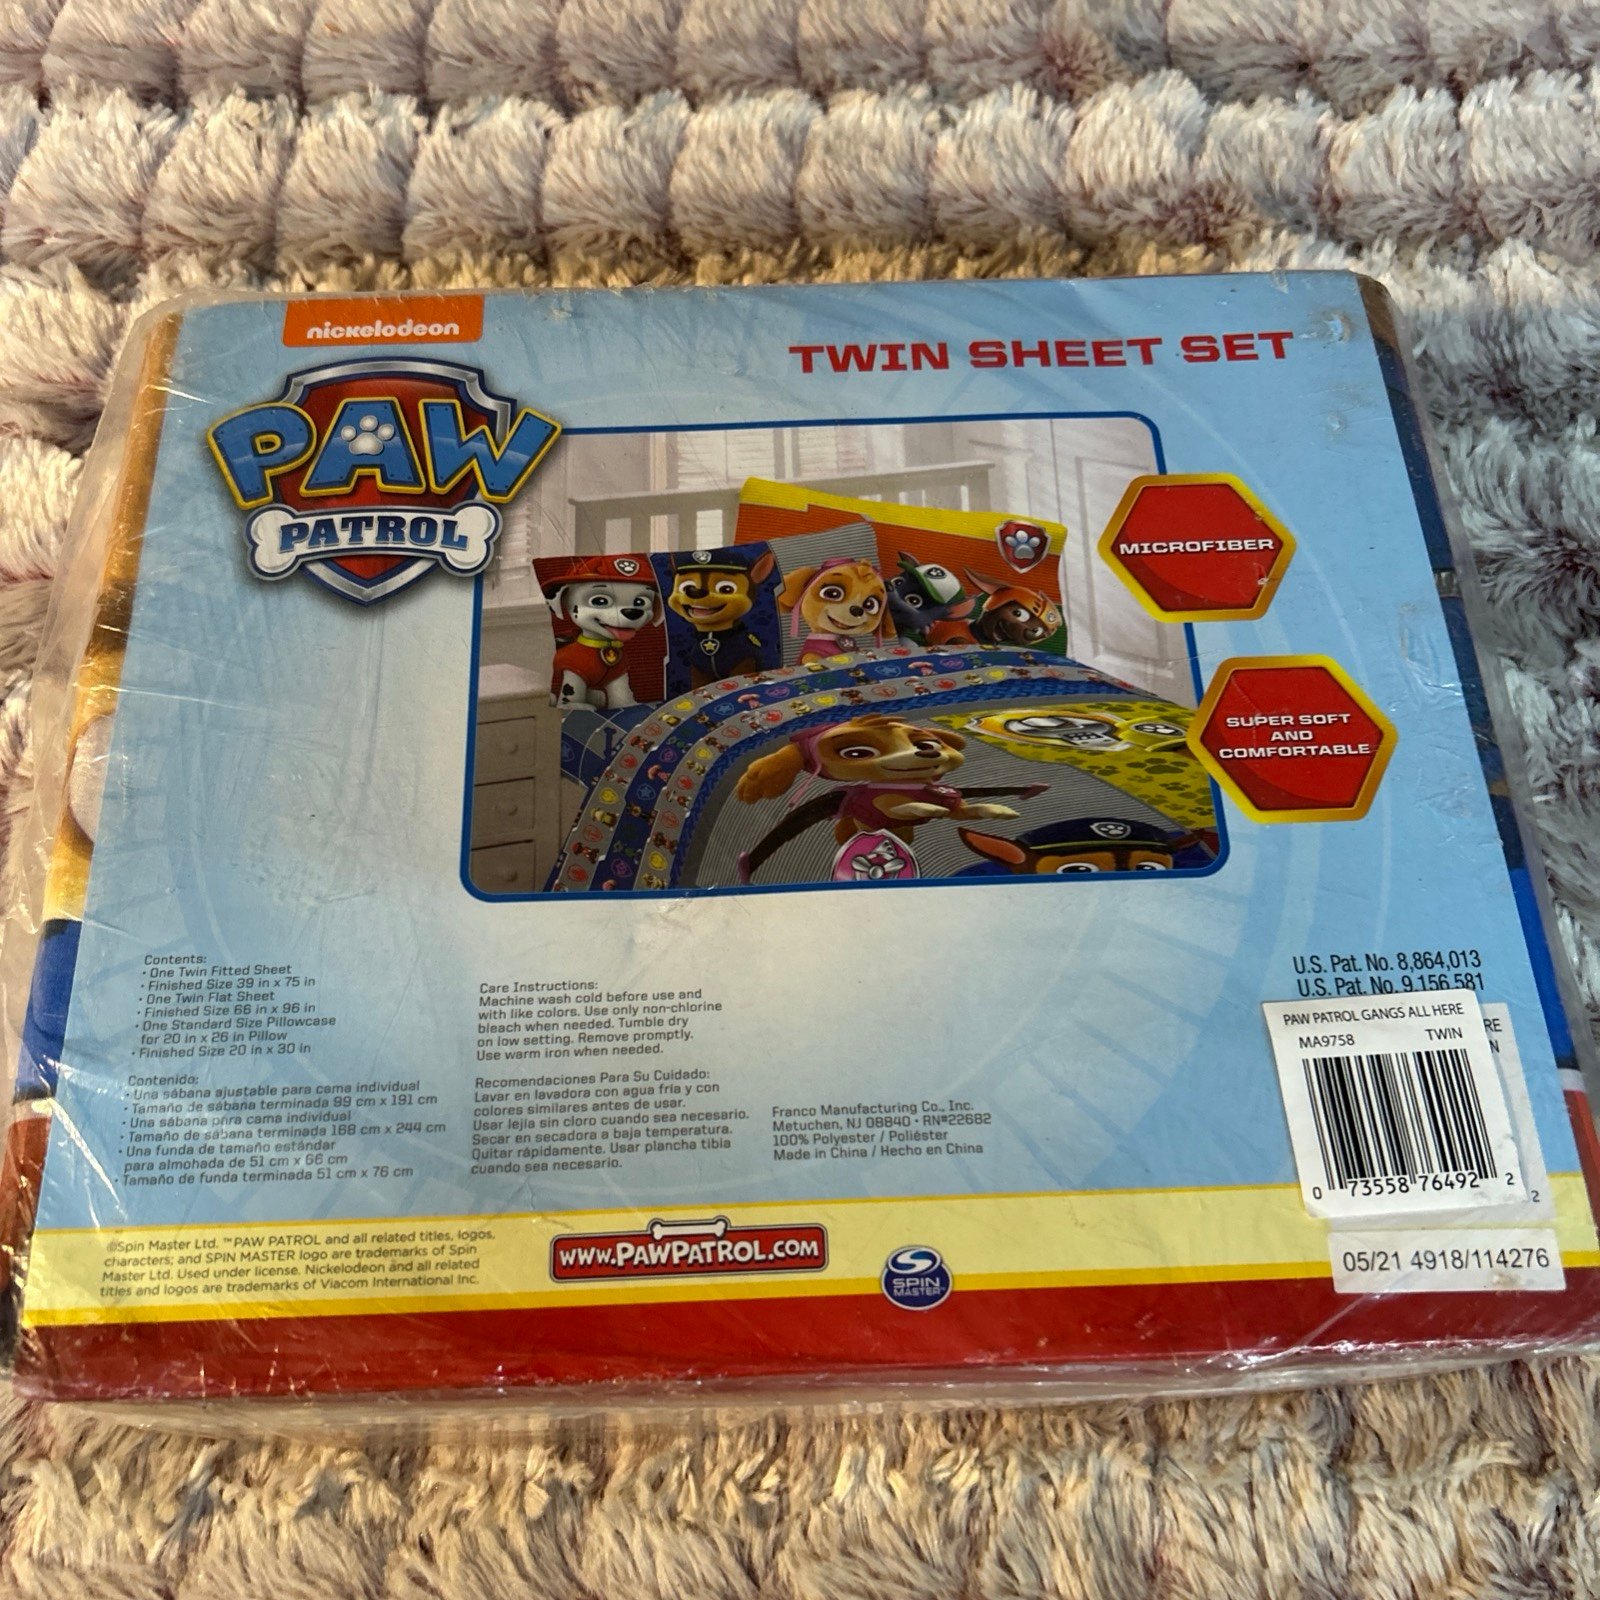 nickelodeon
PAW
PATROL
TWIN SHEET SET
MICROFIBER
SUPER SOFT
AND
COMFORTABLE
Contents:
• One Twin Fitted Sheet
• Finished Size 39 in x 75 in
• One Twin Flat Sheet
• Finished Size 66 in x 96 in
• One Standard Size Pillowcase
for 20 in x 26 in Pillow
• Finished Size 20 in x 30 in
Contenido:
• Una sábana ajustable para cama individual
• Tamaño de sábana terminada 99 cm x 191 cm
• Una sábana para cama individual
• Tamaño de sábana terminada 168 cm x 244 cm
• Una funda de tamaño estándar
para almohada de 51 cm x 66 cm
• Tamaño de funda terminada 51 cm x 76 cm
Care Instructions:
Machine wash cold before use and
with like colors. Use only non-chlorine
bleach when needed. Tumble dry
on low setting. Remove promptly.
Use warm iron when needed.
Recomendaciones Para Su Cuidado:
Lavar en lavadora con agua fría y con
colores similares antes de usar.
Usar lejía sin cloro cuando sea necesario.
Secar en secadora a baja temperatura.
Quitar rápidamente. Usar plancha tibia
cuando sea necesario.
Franco Manufacturing Co., Inc.
Metuchen, NJ 08840 • RN#22682
100% Polyester / Poliéster
Made in China / Hecho en China
U.S. Pat. No. 8,864,013
U.S. Pat. No. 9,156,581
PAW PATROL GANGS ALL HERE
MA9758 TWIN
RE
N
0 73558 76492 2
2
05/21 4918/114276
©Spin Master Ltd. ™PAW PATROL and all related titles, logos,
characters; and SPIN MASTER logo are trademarks of Spin
Master Ltd. Used under license. Nickelodeon and all related
titles and logos are trademarks of Viacom International Inc.
WWW.PAWPATROL.COM
SPIN
MASTER™